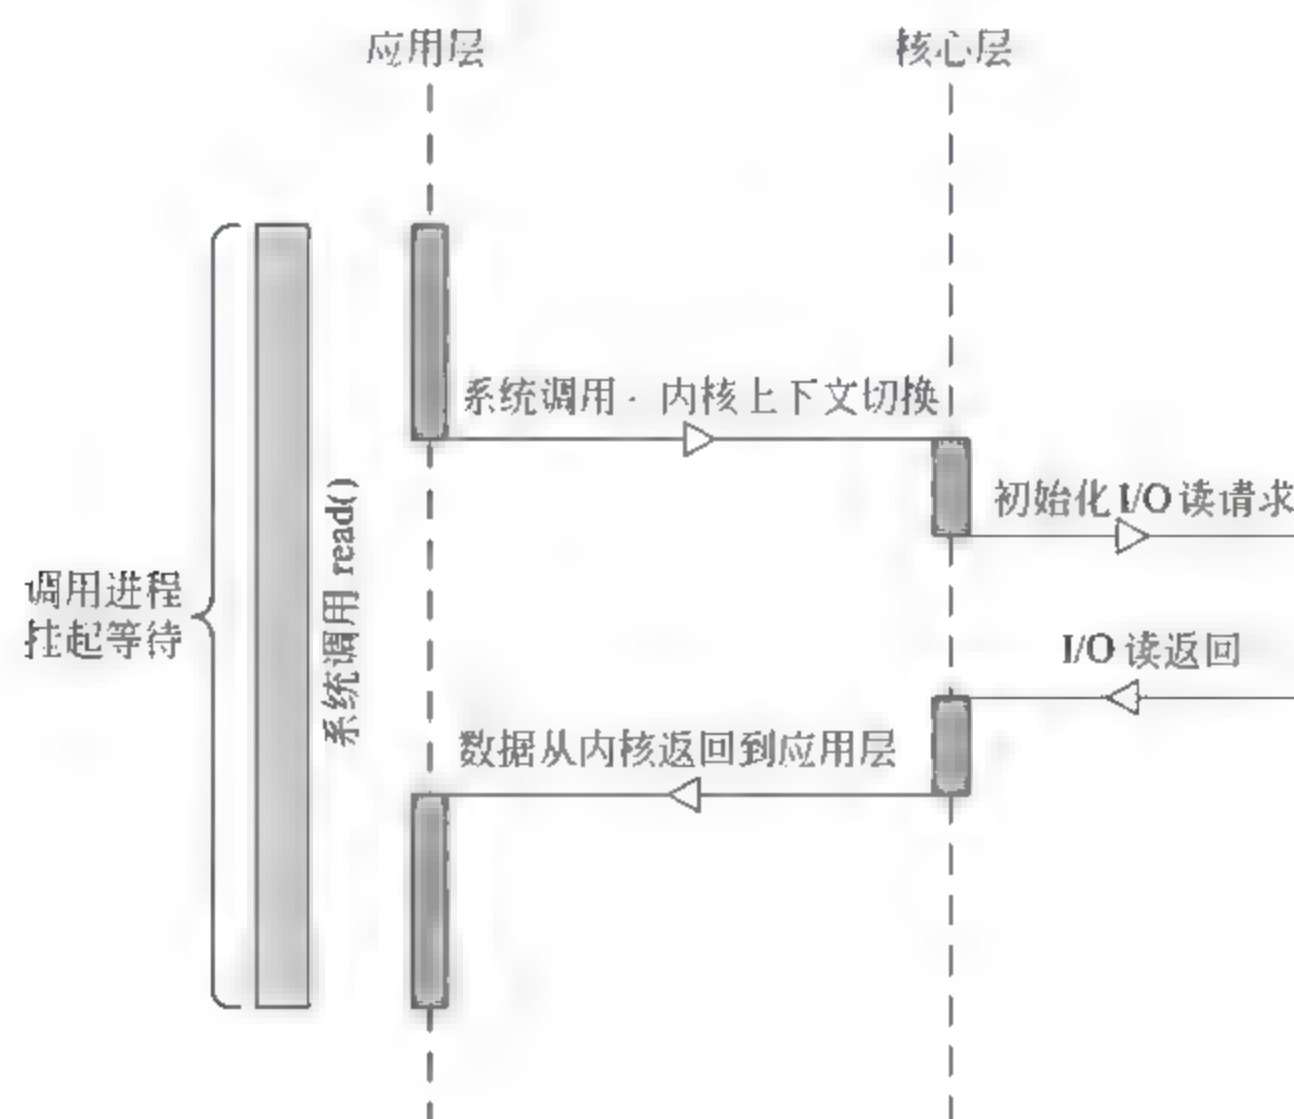 应用层
核心层
系统调用·内核上下文切换
初始化 I/O 读请求
系统调用 read()
调用进程
挂起等待
I/O 读返回
数据从内核返回到应用层